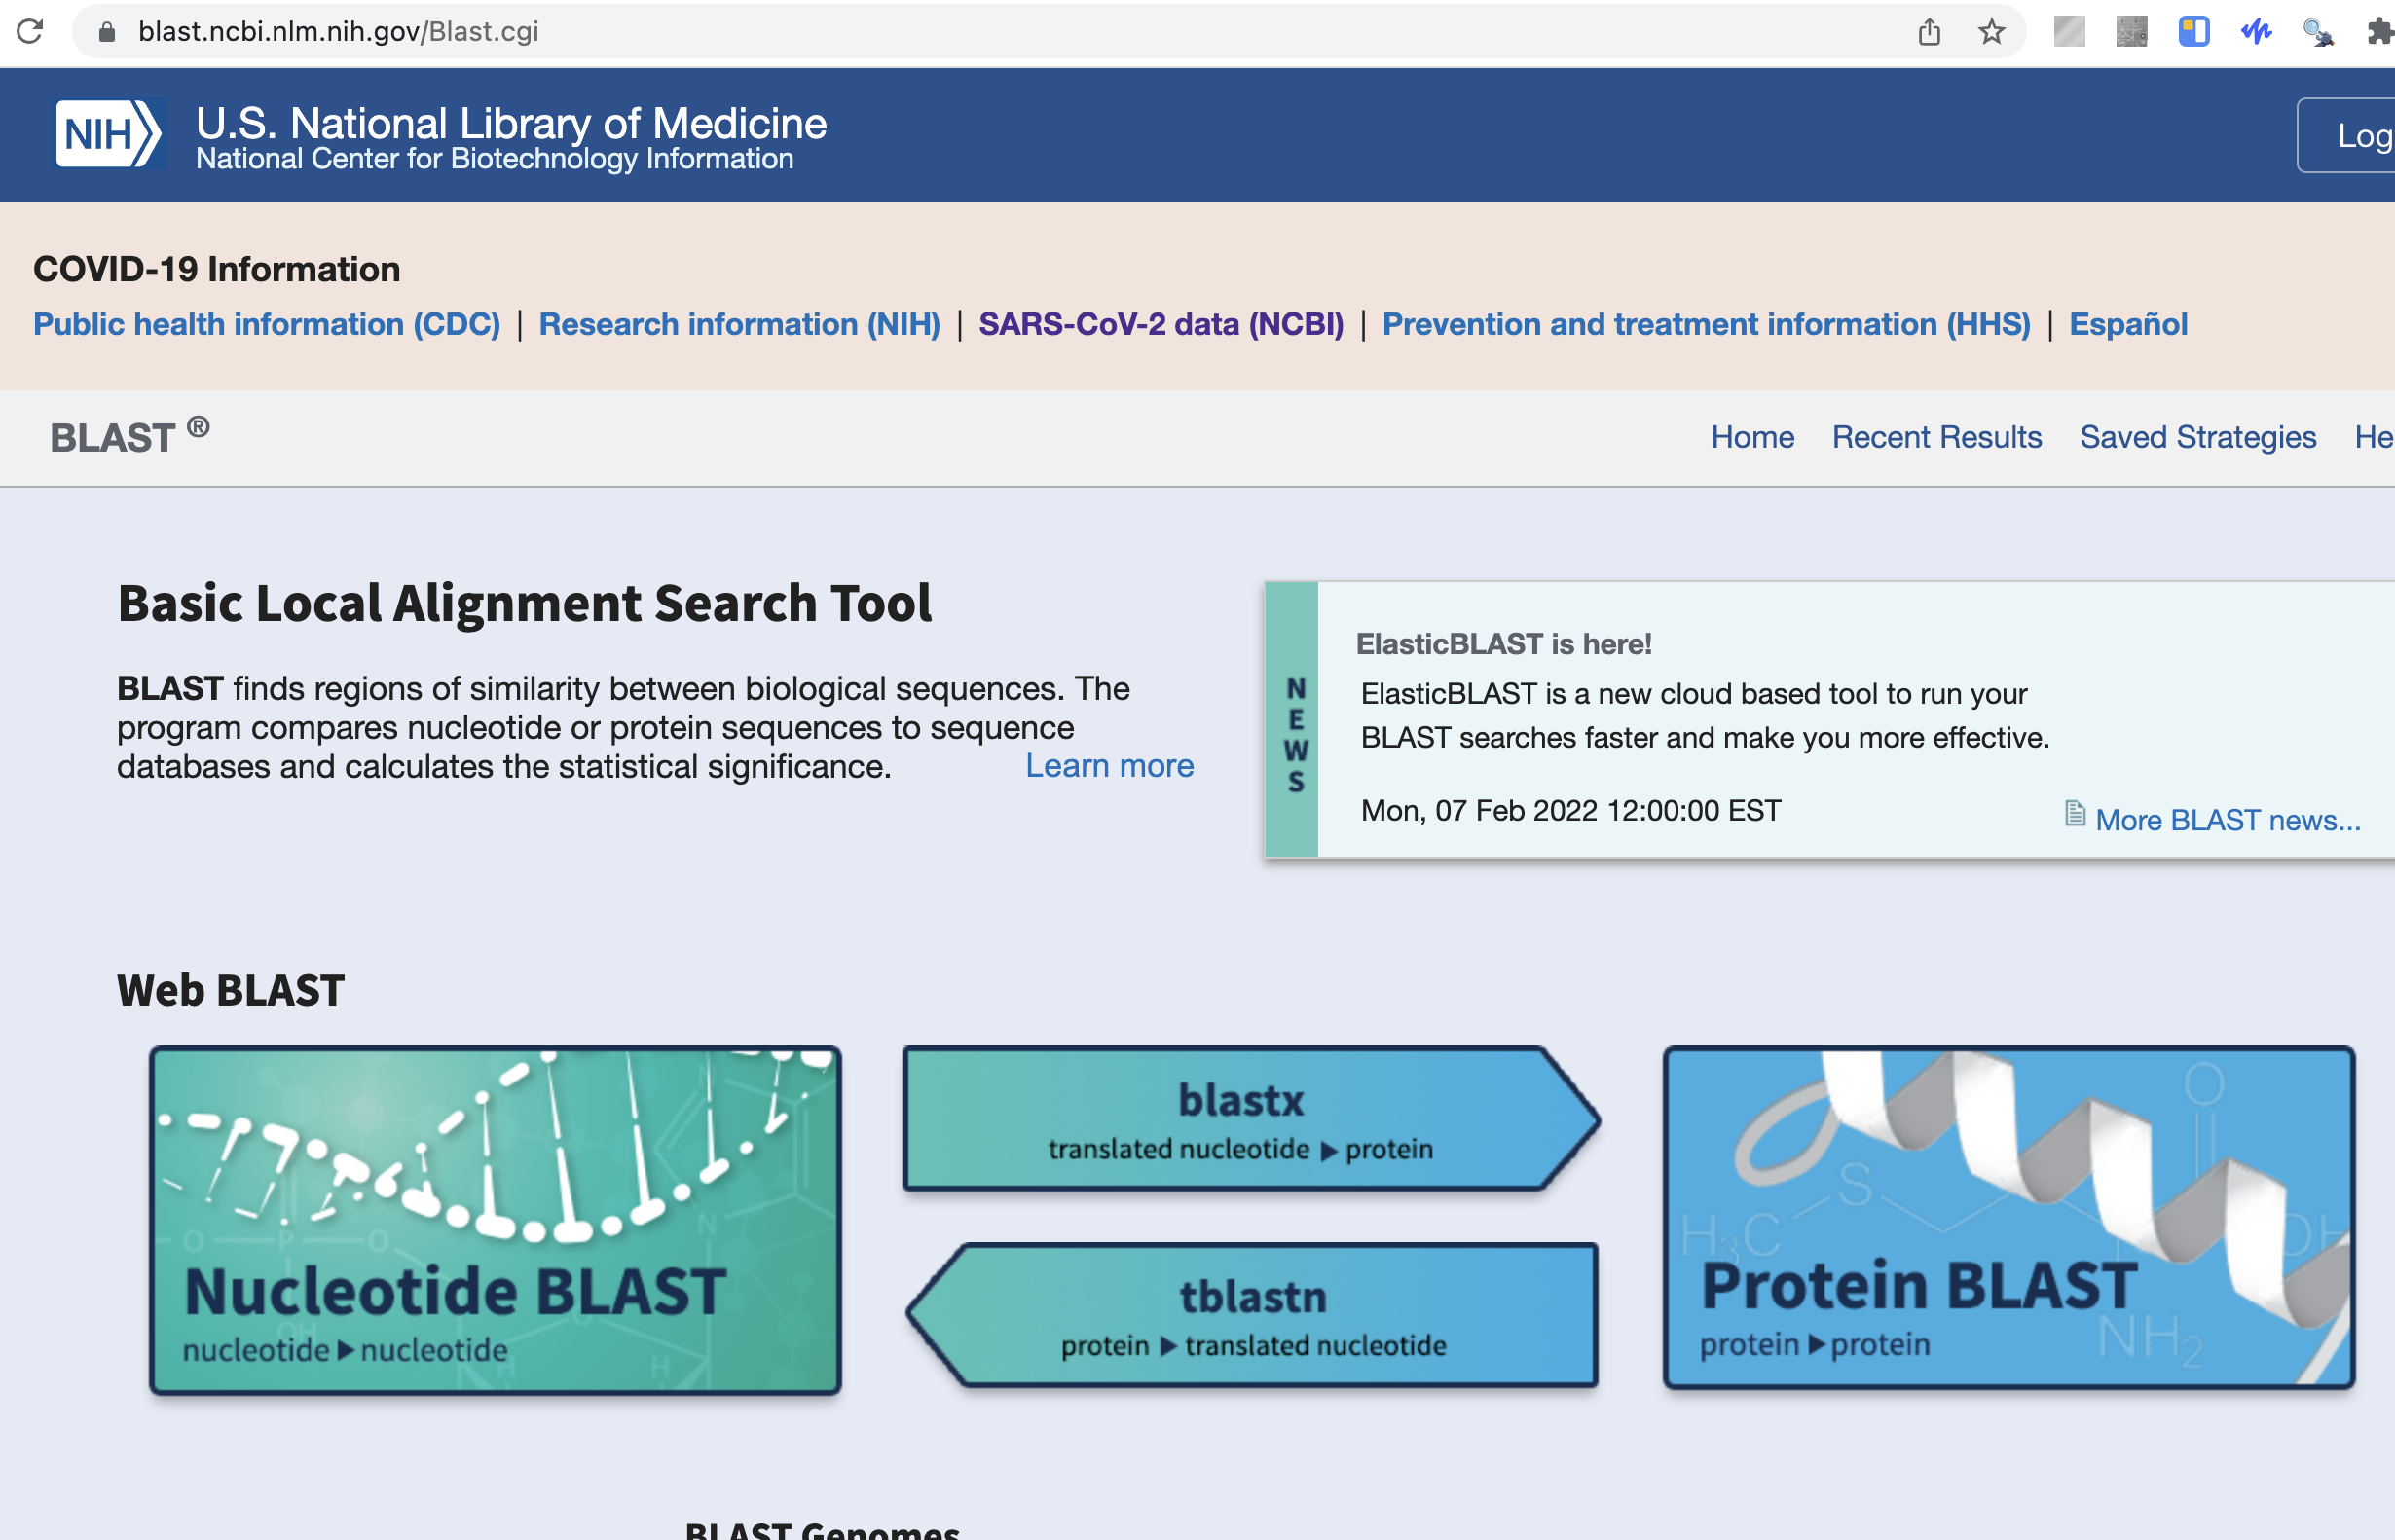 blast.ncbi.nlm.nih.gov/Blast.cgi
NIH
U.S. National Library of Medicine
National Center for Biotechnology Information
Log
COVID-19 Information
Public health information (CDC) | Research information (NIH) | SARS-CoV-2 data (NCBI) | Prevention and treatment information (HHS) | Español
BLAST ®
Home Recent Results Saved Strategies He
Basic Local Alignment Search Tool
BLAST finds regions of similarity between biological sequences. The
program compares nucleotide or protein sequences to sequence
databases and calculates the statistical significance. Learn more
NEWS
ElasticBLAST is here!
ElasticBLAST is a new cloud based tool to run your
BLAST searches faster and make you more effective.
Mon, 07 Feb 2022 12:00:00 EST
More BLAST news...
Web BLAST
O P O
OH
N
N
O
H
H
Nucleotide BLAST
nucleotide ▶ nucleotide
blastx
translated nucleotide ▶ protein
tblastn
protein ▶ translated nucleotide
O
S
H₃C
OH
NH₂
Protein BLAST
protein ▶ protein
BLAST Genomes